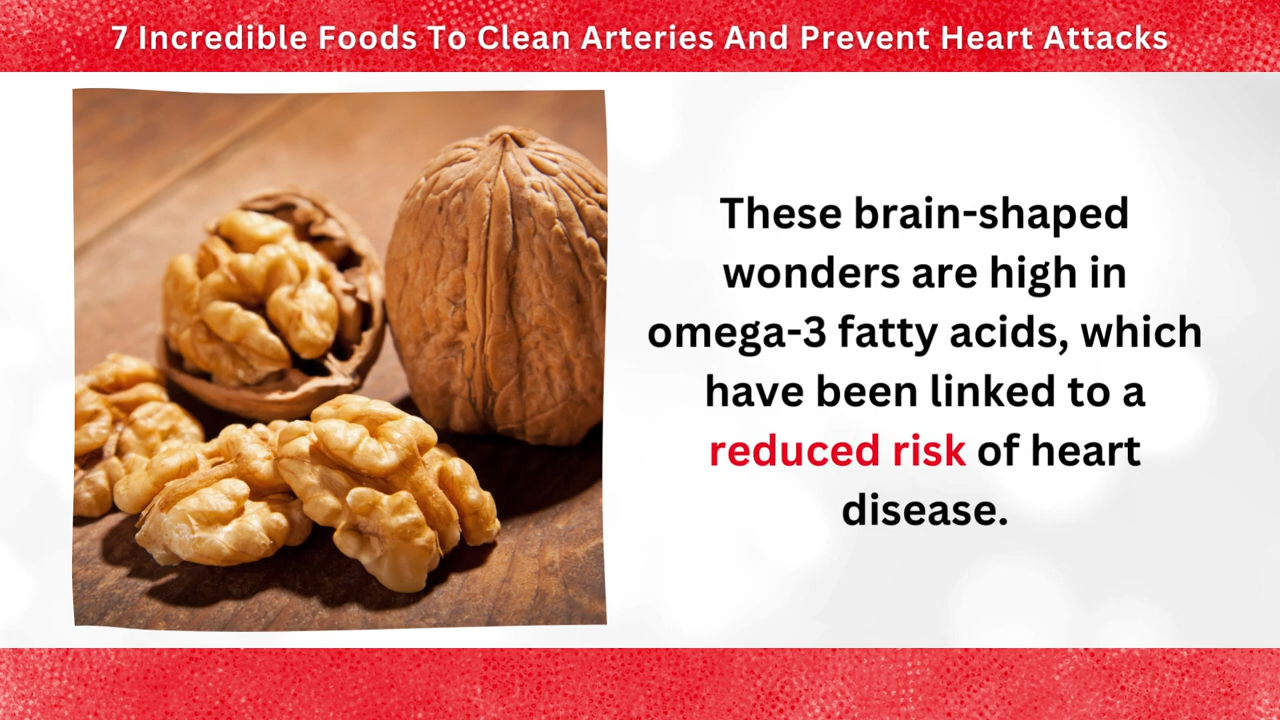 7 Incredible Foods To Clean Arteries And Prevent Heart Attacks
These brain-shaped
wonders are high in
omega-3 fatty acids, which
have been linked to a
reduced risk of heart
disease.